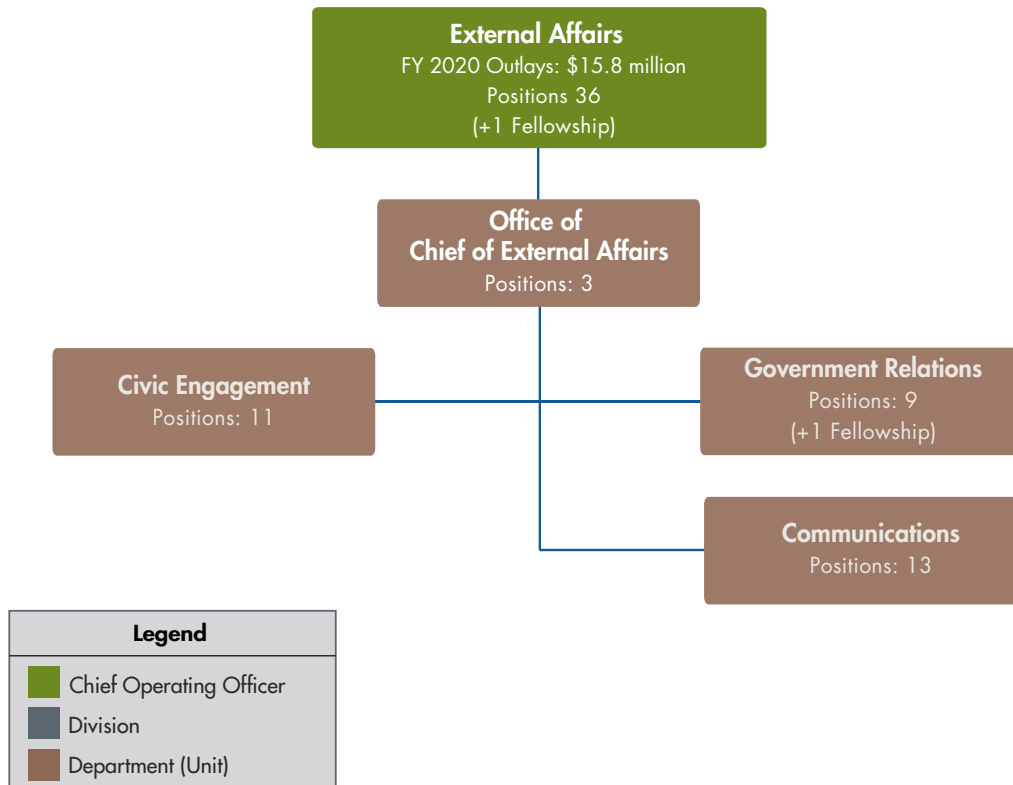 External Affairs
FY 2020 Outlays: $15.8 million
Positions 36
(+1 Fellowship)
Office of
Chief of External Affairs
Positions: 3
Civic Engagement
Positions: 11
Government Relations
Positions: 9
(+1 Fellowship)
Communications
Positions: 13
Legend
Chief Operating Officer
Division
Department (Unit)